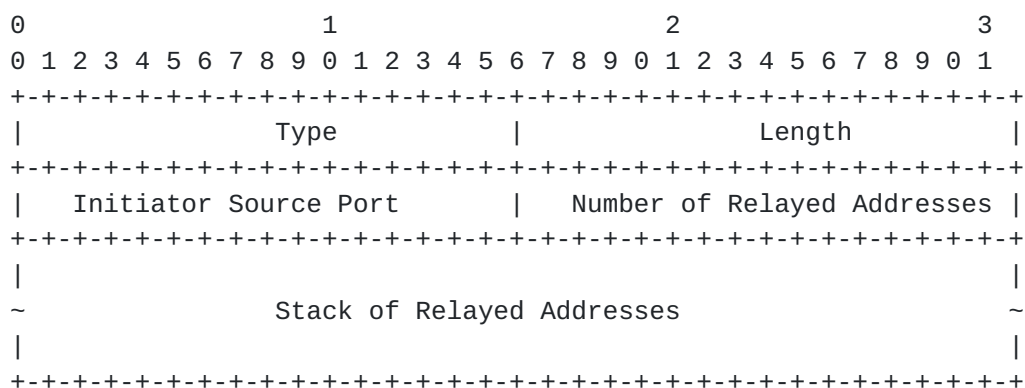 0                   1                   2                   3
0 1 2 3 4 5 6 7 8 9 0 1 2 3 4 5 6 7 8 9 0 1 2 3 4 5 6 7 8 9 0 1
+-+-+-+-+-+-+-+-+-+-+-+-+-+-+-+-+-+-+-+-+-+-+-+-+-+-+-+-+-+-+-+-+
|                Type           |               Length          |
+-+-+-+-+-+-+-+-+-+-+-+-+-+-+-+-+-+-+-+-+-+-+-+-+-+-+-+-+-+-+-+-+
|   Initiator Source Port       |   Number of Relayed Addresses |
+-+-+-+-+-+-+-+-+-+-+-+-+-+-+-+-+-+-+-+-+-+-+-+-+-+-+-+-+-+-+-+-+
|                                                               |
~                Stack of Relayed Addresses                     ~
|                                                               |
+-+-+-+-+-+-+-+-+-+-+-+-+-+-+-+-+-+-+-+-+-+-+-+-+-+-+-+-+-+-+-+-+